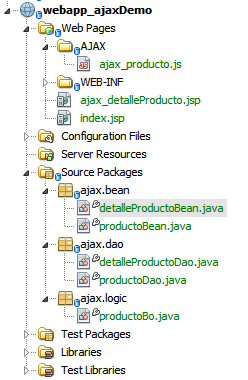 webapp_ajaxDemo
Web Pages
AJAX
ajax_producto.js
WEB-INF
ajax_detalleProducto.jsp
index.jsp
Configuration Files
Server Resources
Source Packages
ajax.bean
detalleProductoBean.java
productoBean.java
ajax.dao
detalleProductoDao.java
productoDao.java
ajax.logic
productoBo.java
Test Packages
Libraries
Test Libraries